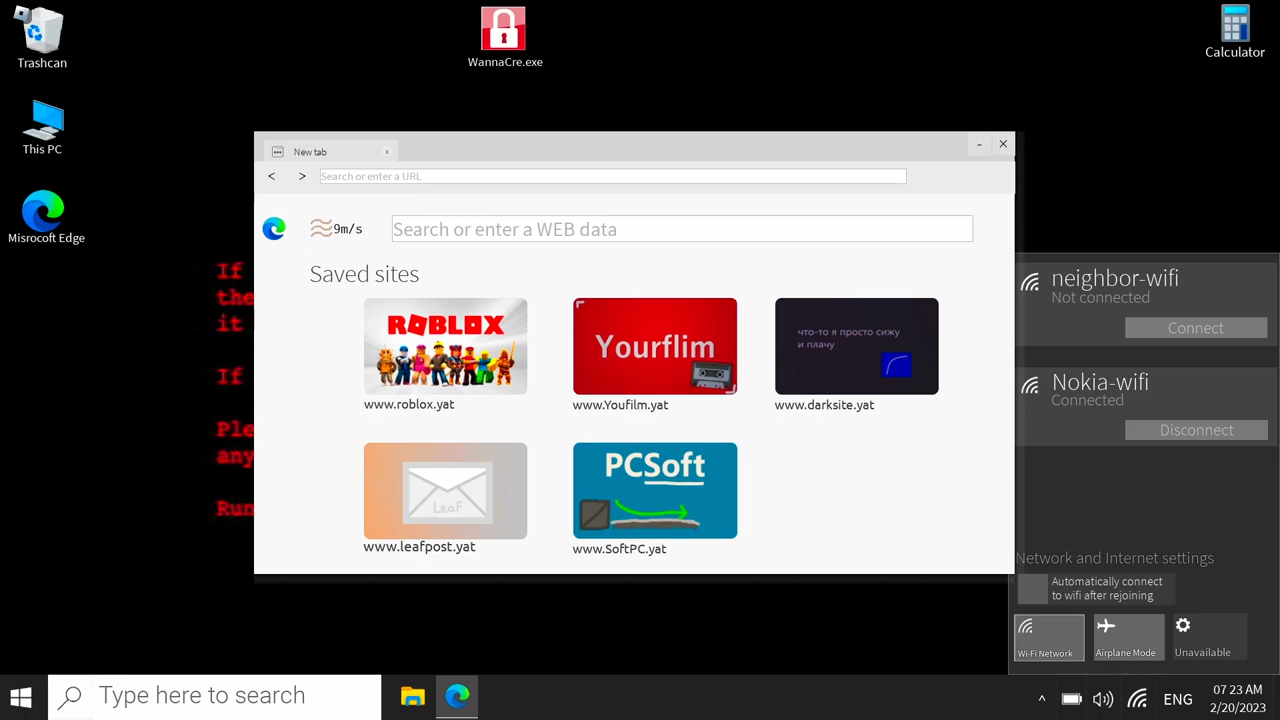 Trashcan
WannaCre.exe
Calculator
This PC
Misrocoft Edge
New tab
x
-
×
<
>
Search or enter a URL
9m/s
Search or enter a WEB data
Saved sites
ROBLOX
www.roblox.yat
Yourflim
www.Youfilm.yat
что-то я просто сижу
и плачу
www.darksite.yat
Leaf
www.leafpost.yat
PCSoft
www.SoftPC.yat
If
the
it
If
Ple
any
Run
neighbor-wifi
Not connected
Connect
Nokia-wifi
Connected
Disconnect
Network and Internet settings
Automatically connect
to wifi after rejoining
Wi-Fi Network
Airplane Mode
Unavailable
Type here to search
ENG
07:23 AM
2/20/2023